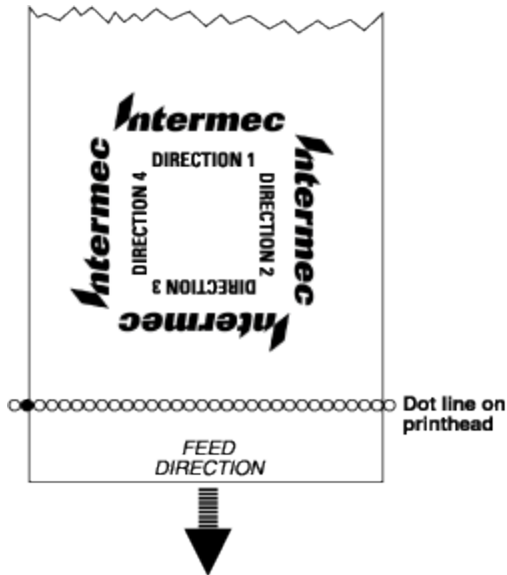 Intermec
DIRECTION 1
Intermec
DIRECTION 2
Intermec
DIRECTION 3
Intermec
DIRECTION 4
Dot line on
printhead
FEED
DIRECTION